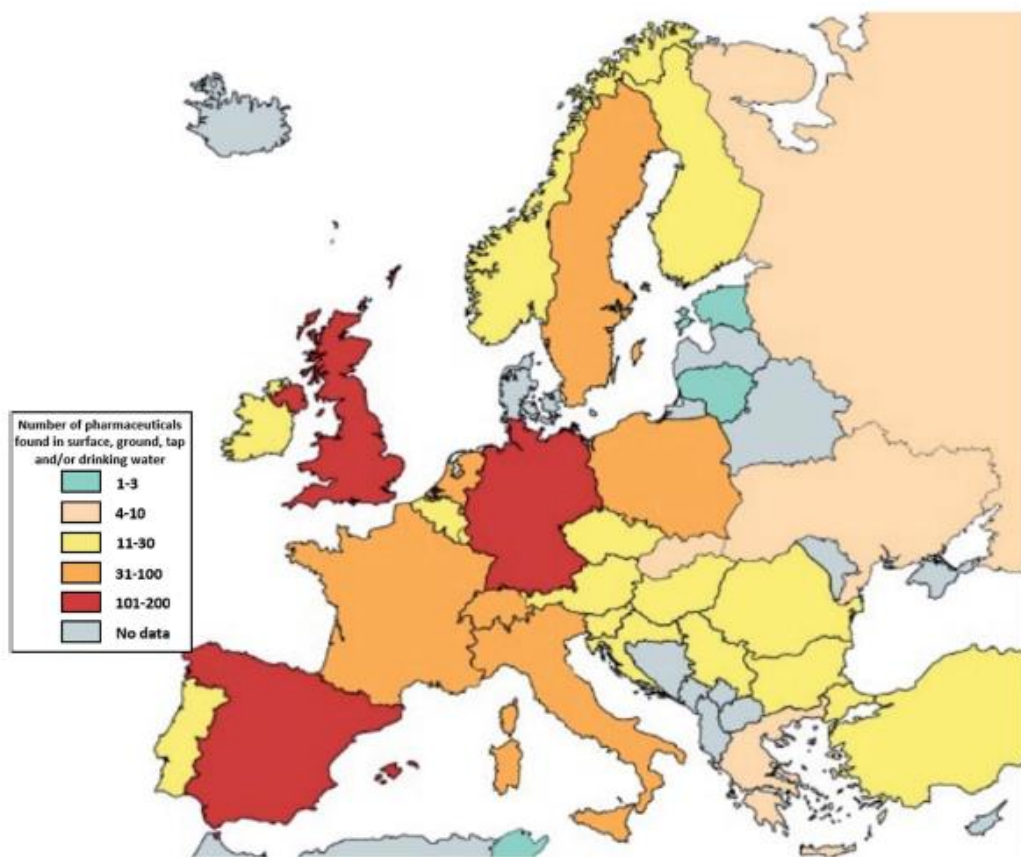 Number of pharmaceuticals
found in surface, ground, tap
and/or drinking water
1-3
4-10
11-30
31-100
101-200
No data